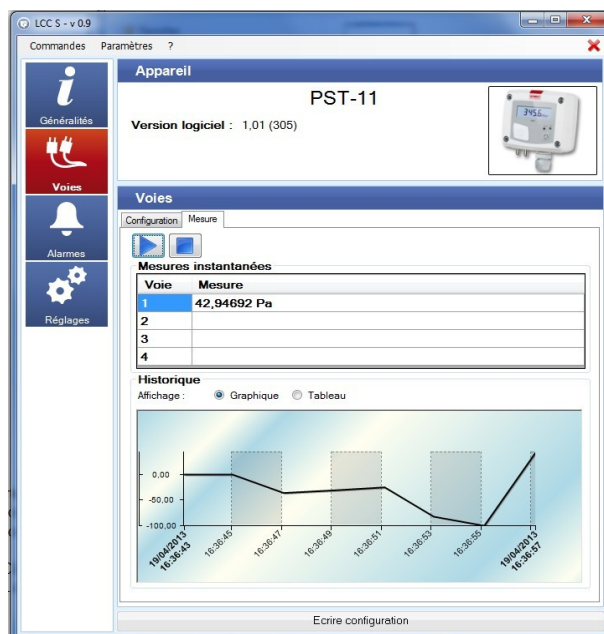 LCC S - v 0.9
Commandes Paramètres ?
Généralités
Voies
Alarmes
Réglages
Appareil
PST-11
Version logiciel : 1,01 (305)
Voies
Configuration Mesure
Mesures instantanées
Voie Mesure
1 42,94692 Pa
2
3
4
Historique
Affichage : Graphique Tableau
0,00
-50,00
-100,00
19/04/2013 16:36:43
16:36:45
16:36:47
16:36:49
16:36:51
16:36:53
16:36:55
19/04/2013 16:36:57
Ecrire configuration